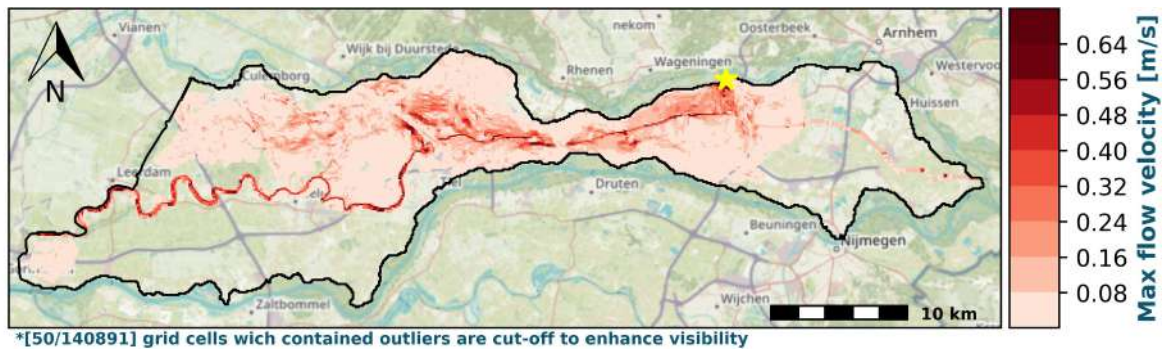 Vianen
nekom
Oosterbeek
Arnhem
Wijk bij Duurstede
Wageningen
Westervoo
Culemborg
Rhenen
Huissen
N
Leerdam
Tiel
Druten
Beuningen
Nijmegen
Zaltbommel
Wijchen
10 km
0.64
0.56
0.48
0.40
0.32
0.24
0.16
0.08
Max flow velocity [m/s]
*[50/140891] grid cells wich contained outliers are cut-off to enhance visibility